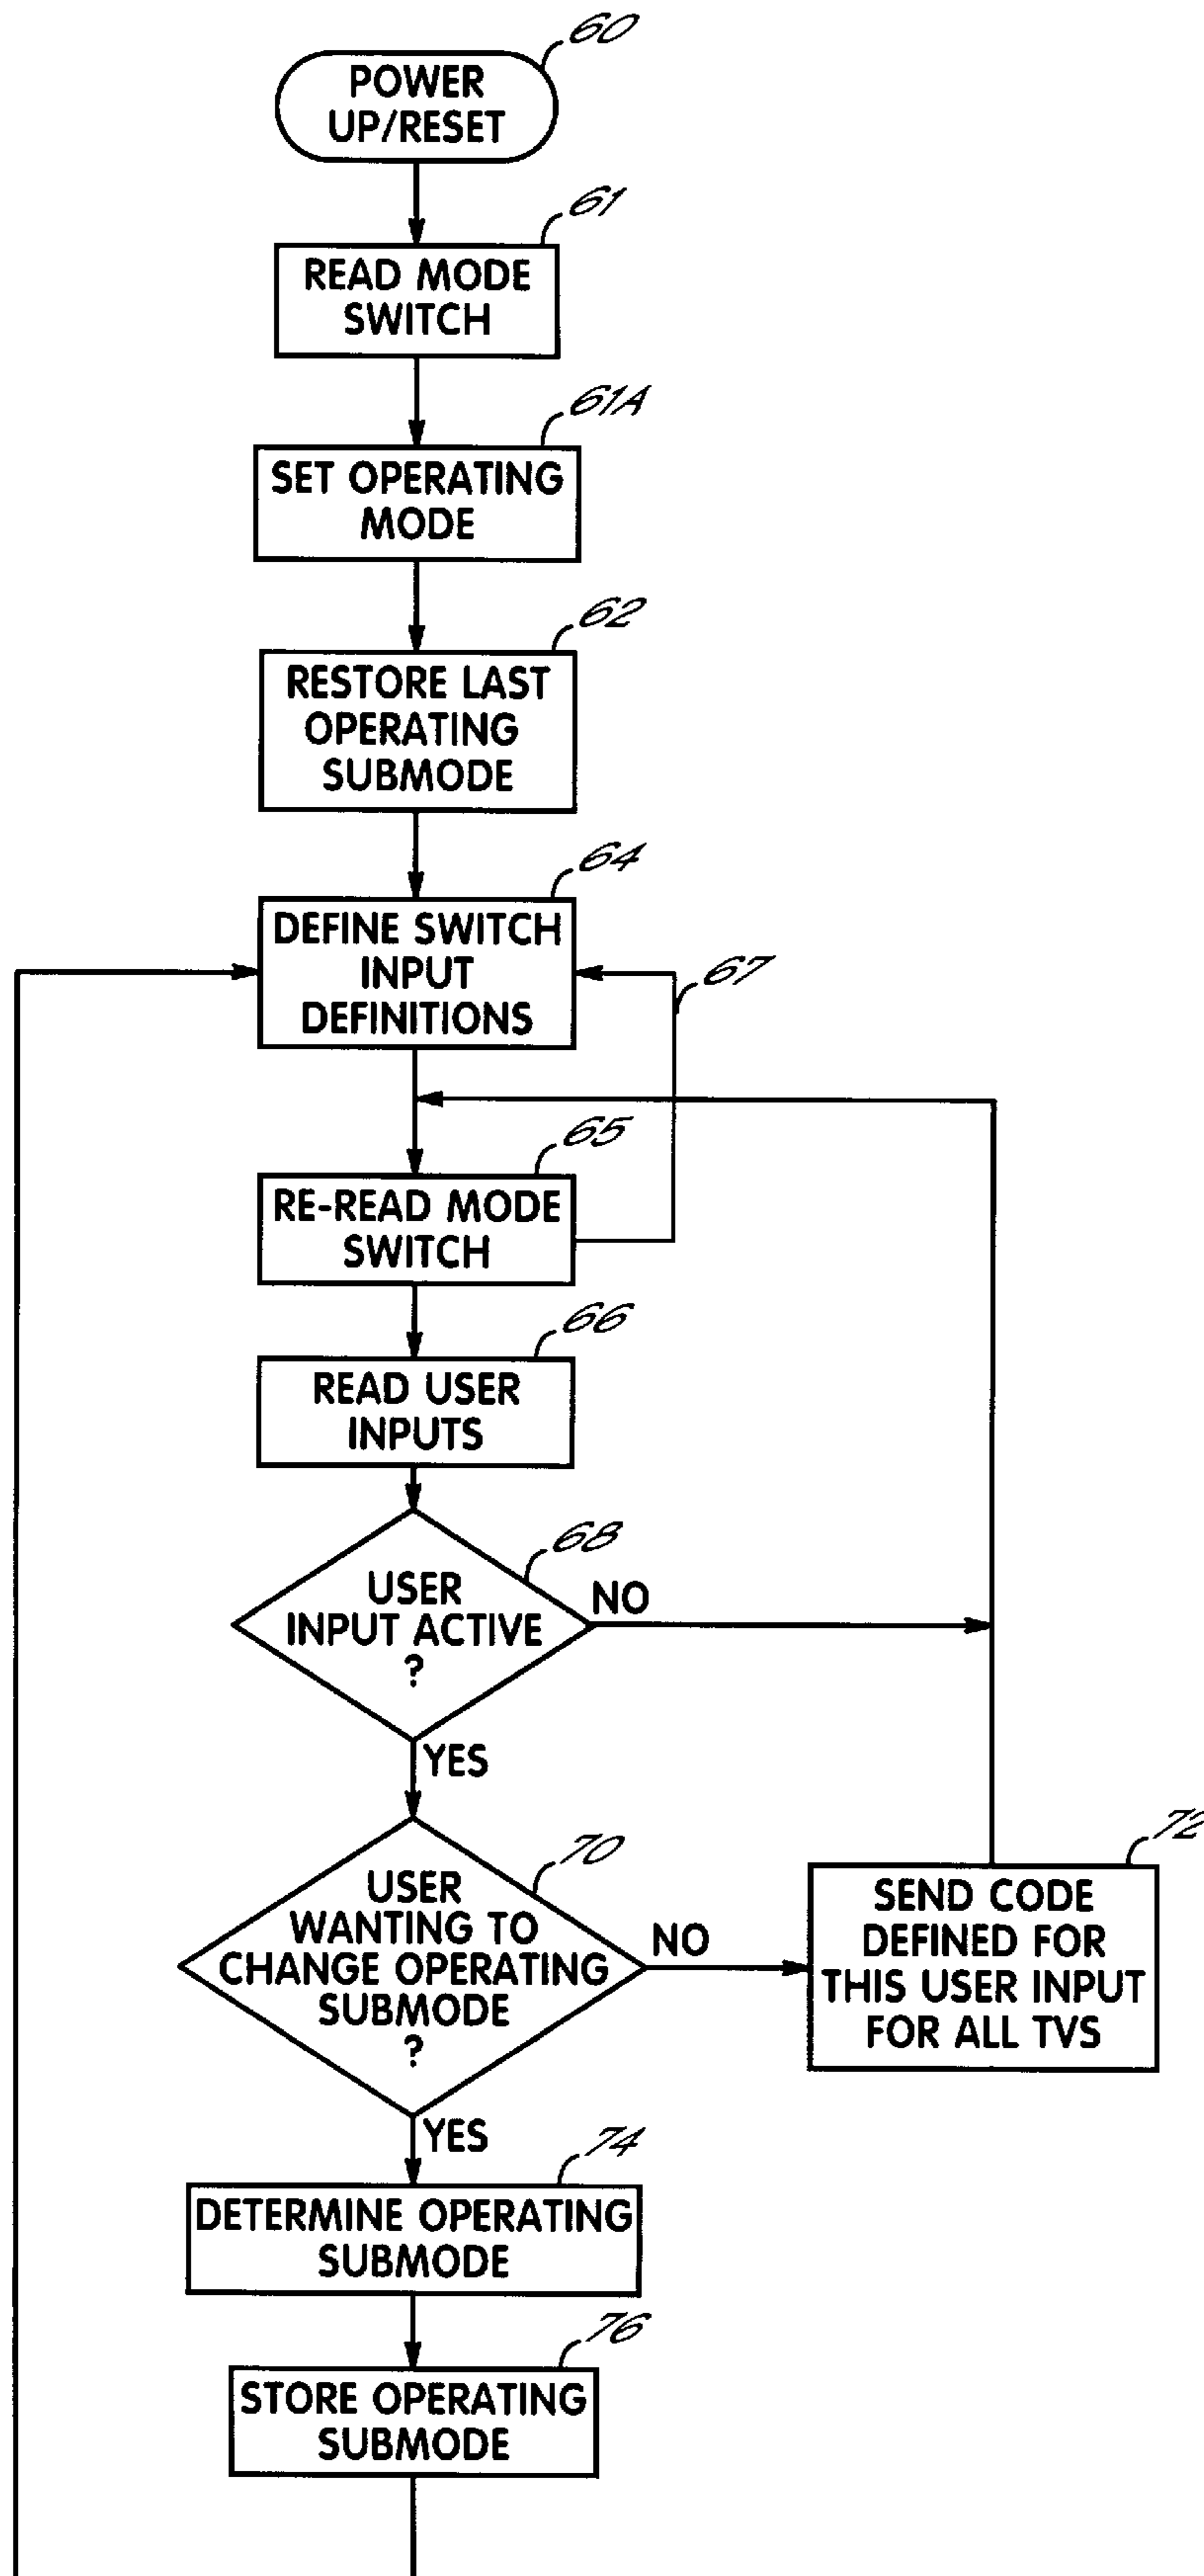 60
POWER
UP/RESET
61
READ MODE
SWITCH
61A
SET OPERATING
MODE
62
RESTORE LAST
OPERATING
SUBMODE
64
DEFINE SWITCH
INPUT
DEFINITIONS
67
65
RE-READ MODE
SWITCH
66
READ USER
INPUTS
68
USER
INPUT ACTIVE
?
NO
YES
70
USER
WANTING TO
CHANGE OPERATING
SUBMODE
?
NO
72
SEND CODE
DEFINED FOR
THIS USER INPUT
FOR ALL TVS
YES
74
DETERMINE OPERATING
SUBMODE
76
STORE OPERATING
SUBMODE